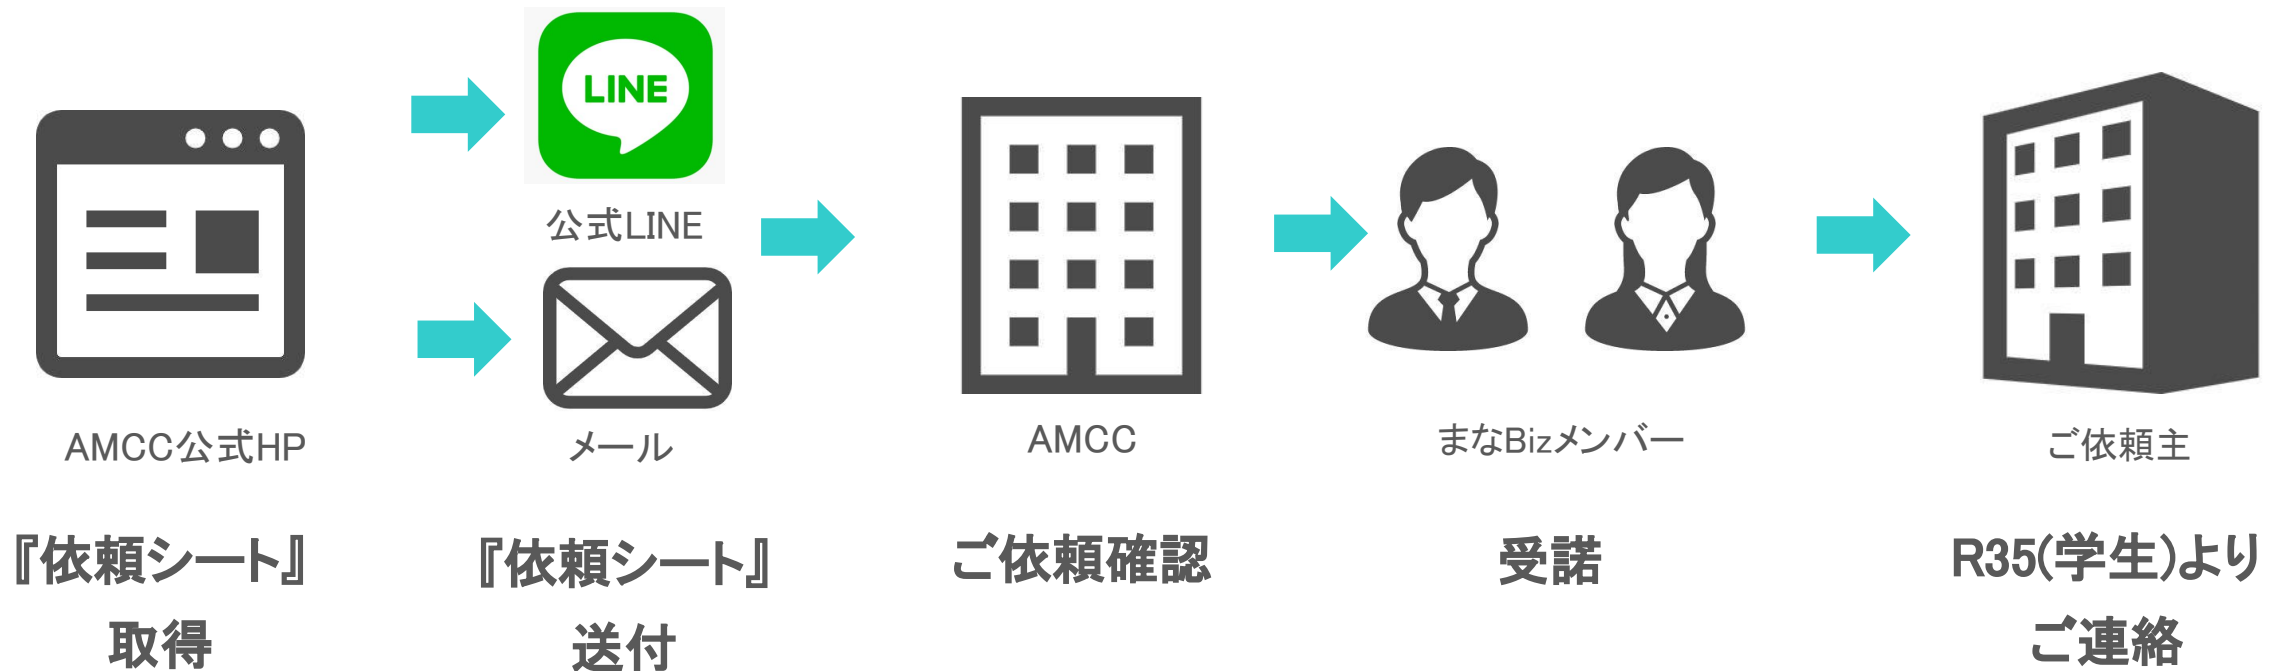 LINE
公式LINE
AMCC公式HP
メール
AMCC
まなBizメンバー
ご依頼主
『依頼シート』
取得
『依頼シート』
送付
ご依頼確認
受諾
R35(学生)より
ご連絡